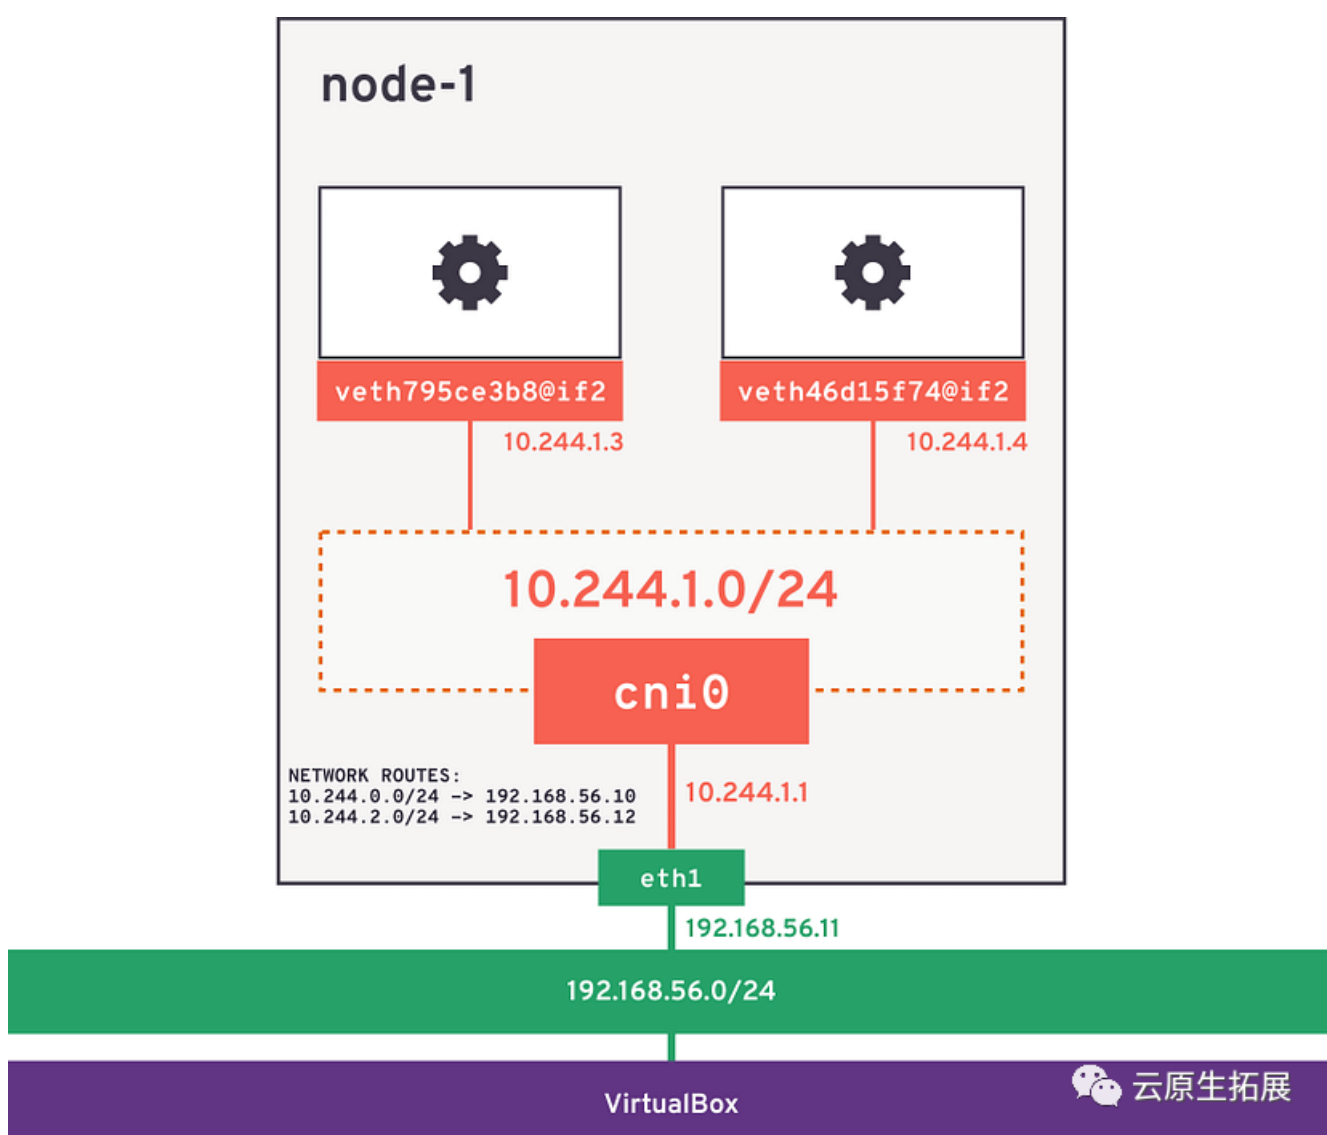 node-1
veth795ce3b8@if2
veth46d15f74@if2
10.244.1.3
10.244.1.4
10.244.1.0/24
cni0
NETWORK ROUTES:
10.244.0.0/24 -> 192.168.56.10
10.244.2.0/24 -> 192.168.56.12
10.244.1.1
eth1
192.168.56.11
192.168.56.0/24
VirtualBox
云原生拓展